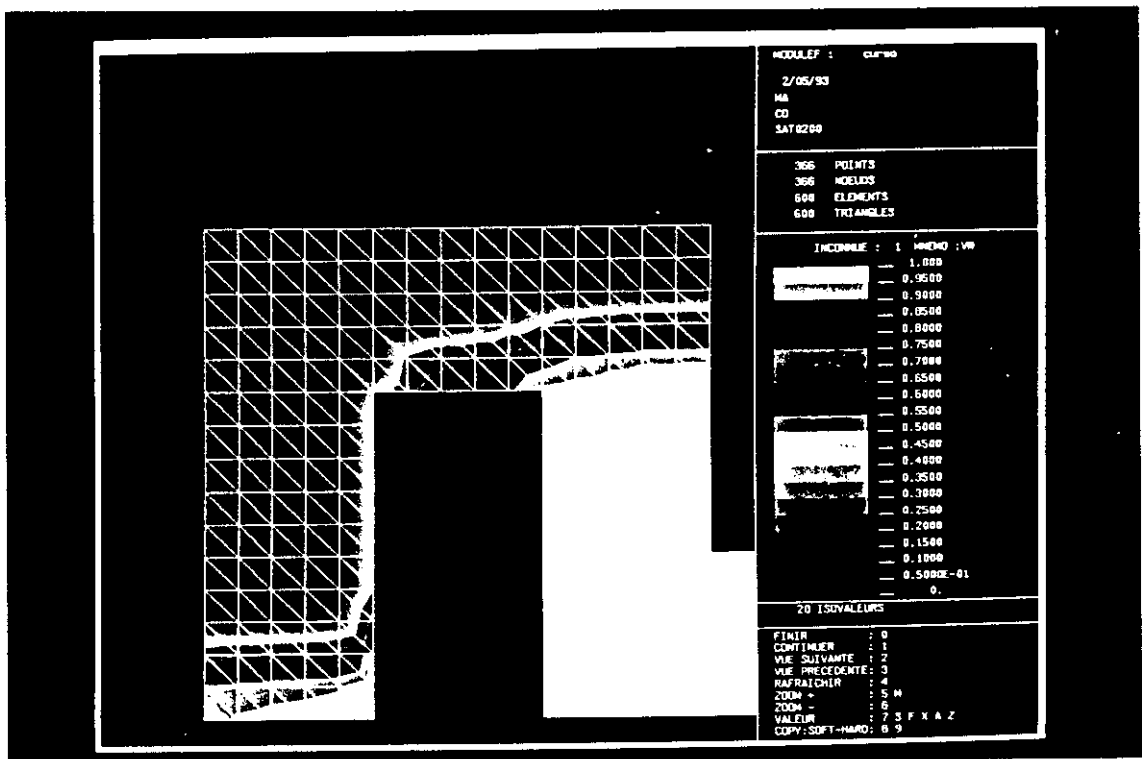 MODULEF : curso
2/05/93
MA
CO
SAT0200
366 POINTS
366 NOEUDS
600 ELEMENTS
600 TRIANGLES
INCONNUE : 1 MNEMO :VN
1.000
0.9500
0.9000
0.8500
0.8000
0.7500
0.7000
0.6500
0.6000
0.5500
0.5000
0.4500
0.4000
0.3500
0.3000
0.2500
0.2000
0.1500
0.1000
0.5000E-01
0.
20 ISOVALEURS
FINIR : 0
CONTINUER : 1
VUE SUIVANTE : 2
VUE PRECEDENTE: 3
RAFRAICHIR : 4
ZOOM + : 5 M
ZOOM - : 6
VALEUR : 7 S F X A Z
COPY:SOFT-HARD: 8 9